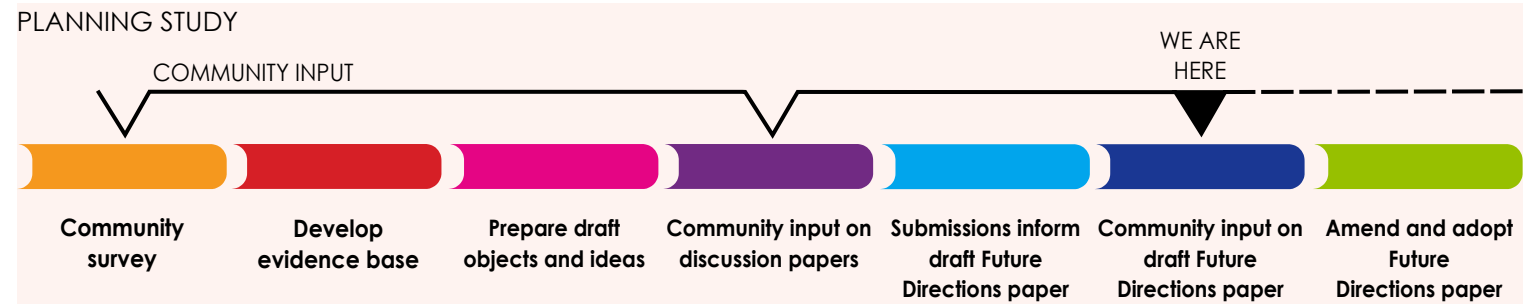 PLANNING STUDY
WE ARE
HERE
COMMUNITY INPUT
Community
survey
Develop
evidence base
Prepare draft
objects and ideas
Community input on
discussion papers
Submissions inform
draft Future
Directions paper
Community input on
draft Future
Directions paper
Amend and adopt
Future
Directions paper